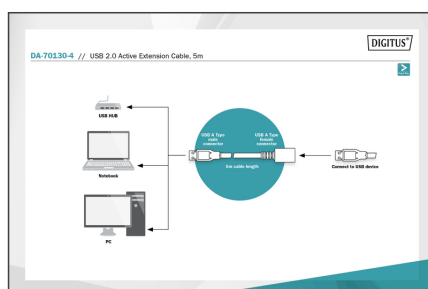 DIGITUS®
DA-70130-4 // USB 2.0 Active Extension Cable, 5m
USB HUB
USB A Type
male
connector
USB A Type
female
connector
Notebook
5m cable length
Connect to USB device
PC